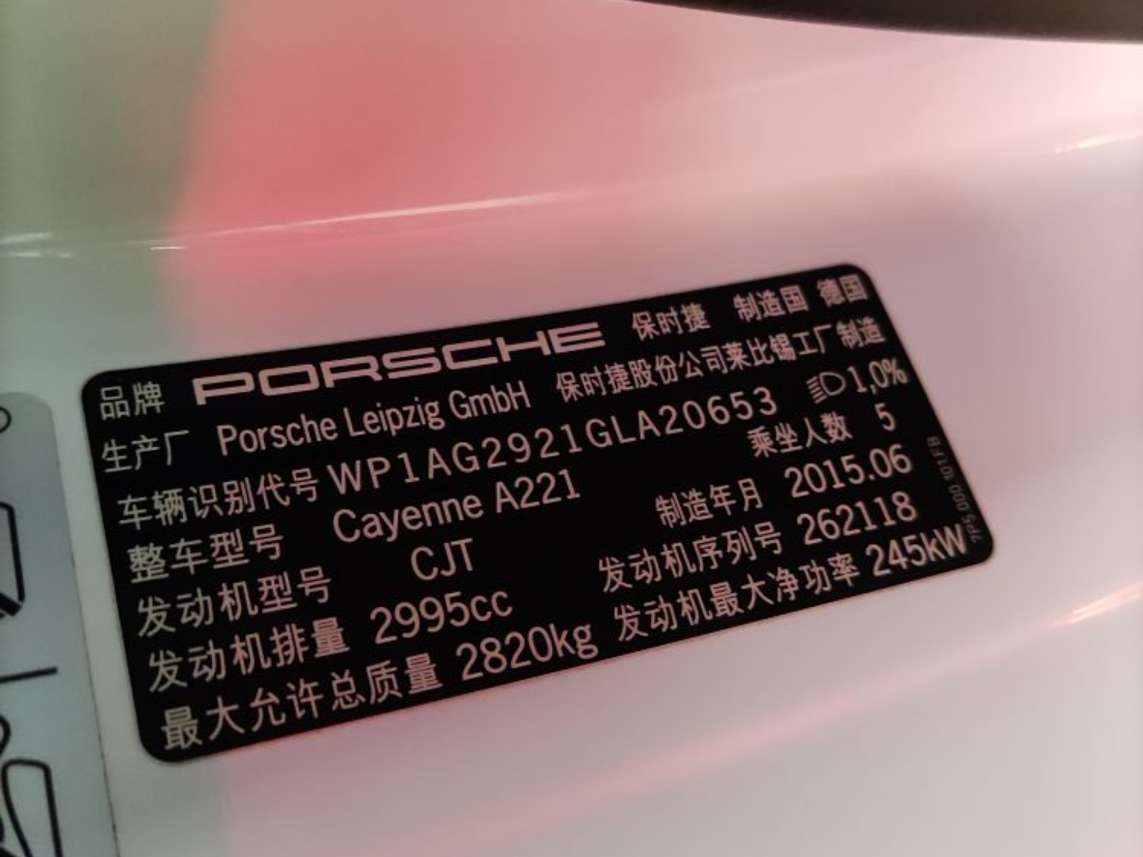 品牌 PORSCHE 保时捷 制造国 德国
生产厂 Porsche Leipzig GmbH 保时捷股份公司莱比锡工厂制造
车辆识别代号 WP1AG2921GLA20653 1,0%
整车型号 Cayenne A221 乘坐人数 5
发动机型号 CJT 制造年月 2015.06
发动机排量 2995cc 发动机序列号 262118
最大允许总质量 2820kg 发动机最大净功率 245kW
7P5.000.101.FB